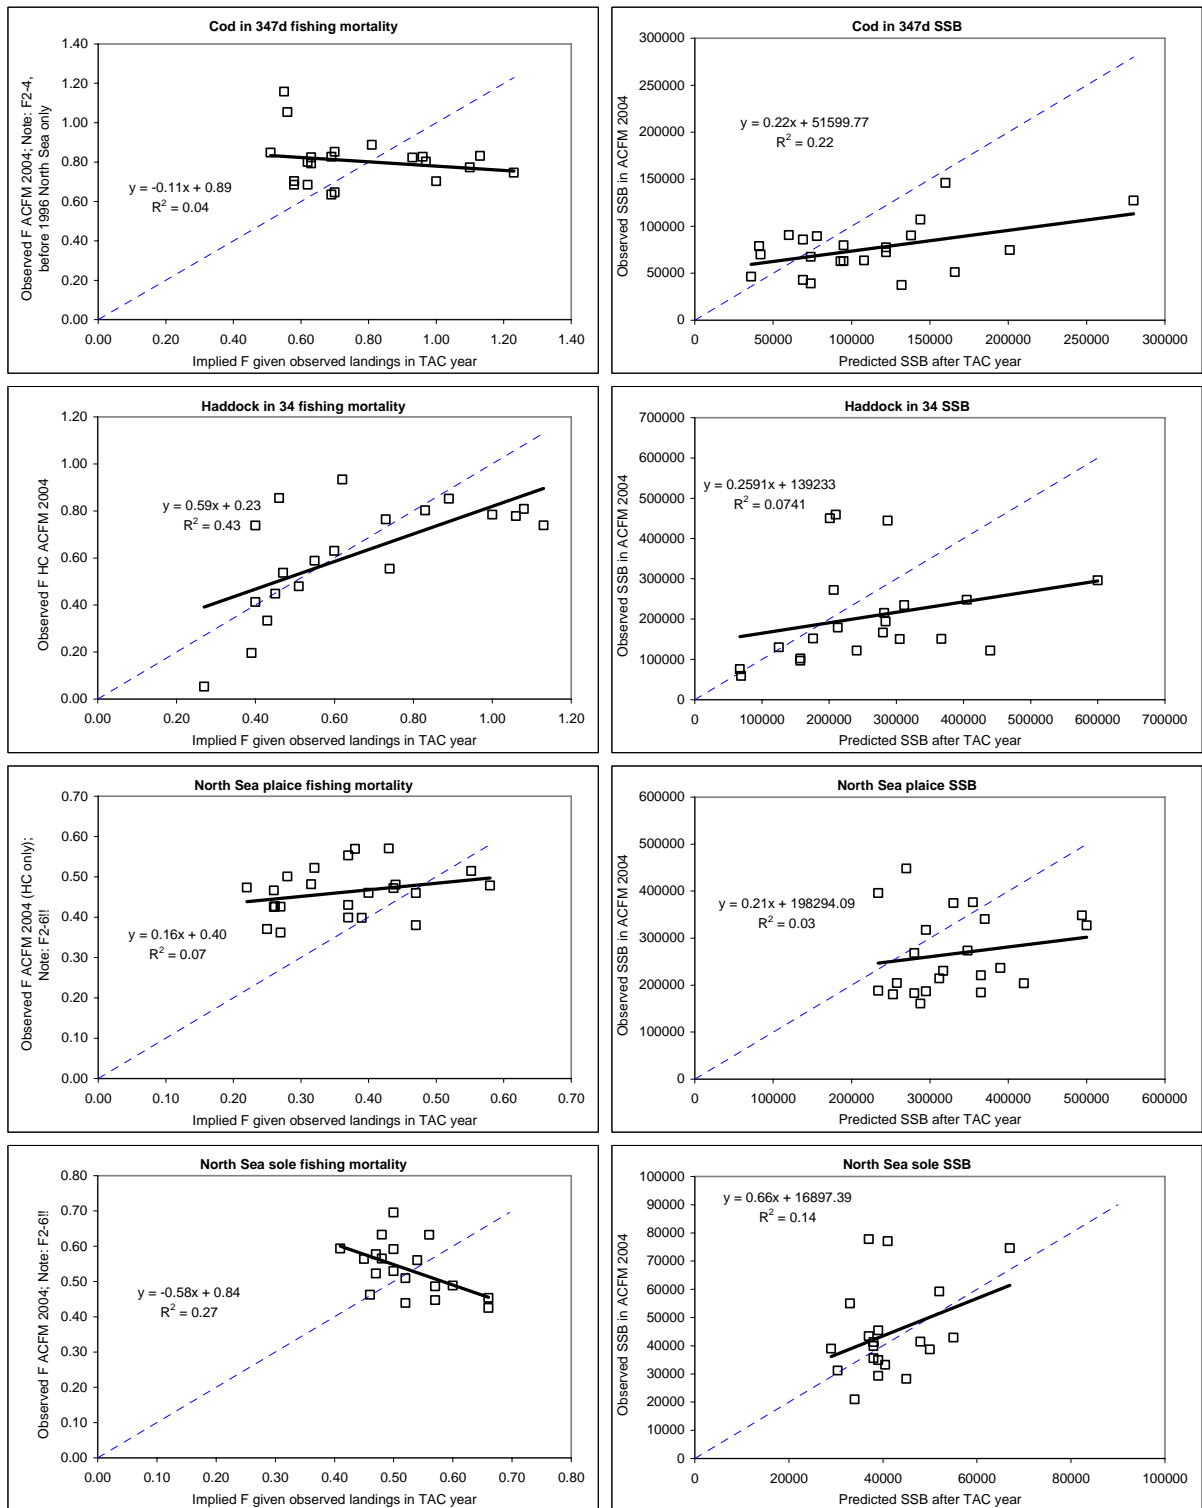 Cod in 347d fishing mortality
Observed F ACFM 2004; Note: F2-4,
before 1996 North Sea only
1.40
1.20
1.00
0.80
0.60
0.40
0.20
0.00
y = -0.11x + 0.89
R² = 0.04
0.00 0.20 0.40 0.60 0.80 1.00 1.20 1.40
Implied F given observed landings in TAC year
Cod in 347d SSB
Observed SSB in ACFM 2004
300000
250000
200000
150000
100000
50000
0
y = 0.22x + 51599.77
R² = 0.22
0 50000 100000 150000 200000 250000 300000
Predicted SSB after TAC year
Haddock in 34 fishing mortality
Observed F HC ACFM 2004
1.20
1.00
0.80
0.60
0.40
0.20
0.00
y = 0.59x + 0.23
R² = 0.43
0.00 0.20 0.40 0.60 0.80 1.00 1.20
Implied F given observed landings in TAC year
Haddock in 34 SSB
Observed SSB in ACFM 2004
700000
600000
500000
400000
300000
200000
100000
0
y = 0.2591x + 139233
R² = 0.0741
0 100000 200000 300000 400000 500000 600000 700000
Predicted SSB after TAC year
North Sea plaice fishing mortality
Observed F ACFM 2004 (HC only);
Note: F2-6!!
0.70
0.60
0.50
0.40
0.30
0.20
0.10
0.00
y = 0.16x + 0.40
R² = 0.07
0.00 0.10 0.20 0.30 0.40 0.50 0.60 0.70
Implied F given observed landings in TAC year
North Sea plaice SSB
Observed SSB in ACFM 2004
600000
500000
400000
300000
200000
100000
0
y = 0.21x + 198294.09
R² = 0.03
0 100000 200000 300000 400000 500000 600000
Predicted SSB after TAC year
North Sea sole fishing mortality
Observed F ACFM 2004; Note: F2-6!!
0.80
0.70
0.60
0.50
0.40
0.30
0.20
0.10
0.00
y = -0.58x + 0.84
R² = 0.27
0.00 0.10 0.20 0.30 0.40 0.50 0.60 0.70 0.80
Implied F given observed landings in TAC year
North Sea sole SSB
Observed SSB in ACFM 2004
100000
90000
80000
70000
60000
50000
40000
30000
20000
10000
0
y = 0.66x + 16897.39
R² = 0.14
0 20000 40000 60000 80000 100000
Predicted SSB after TAC year